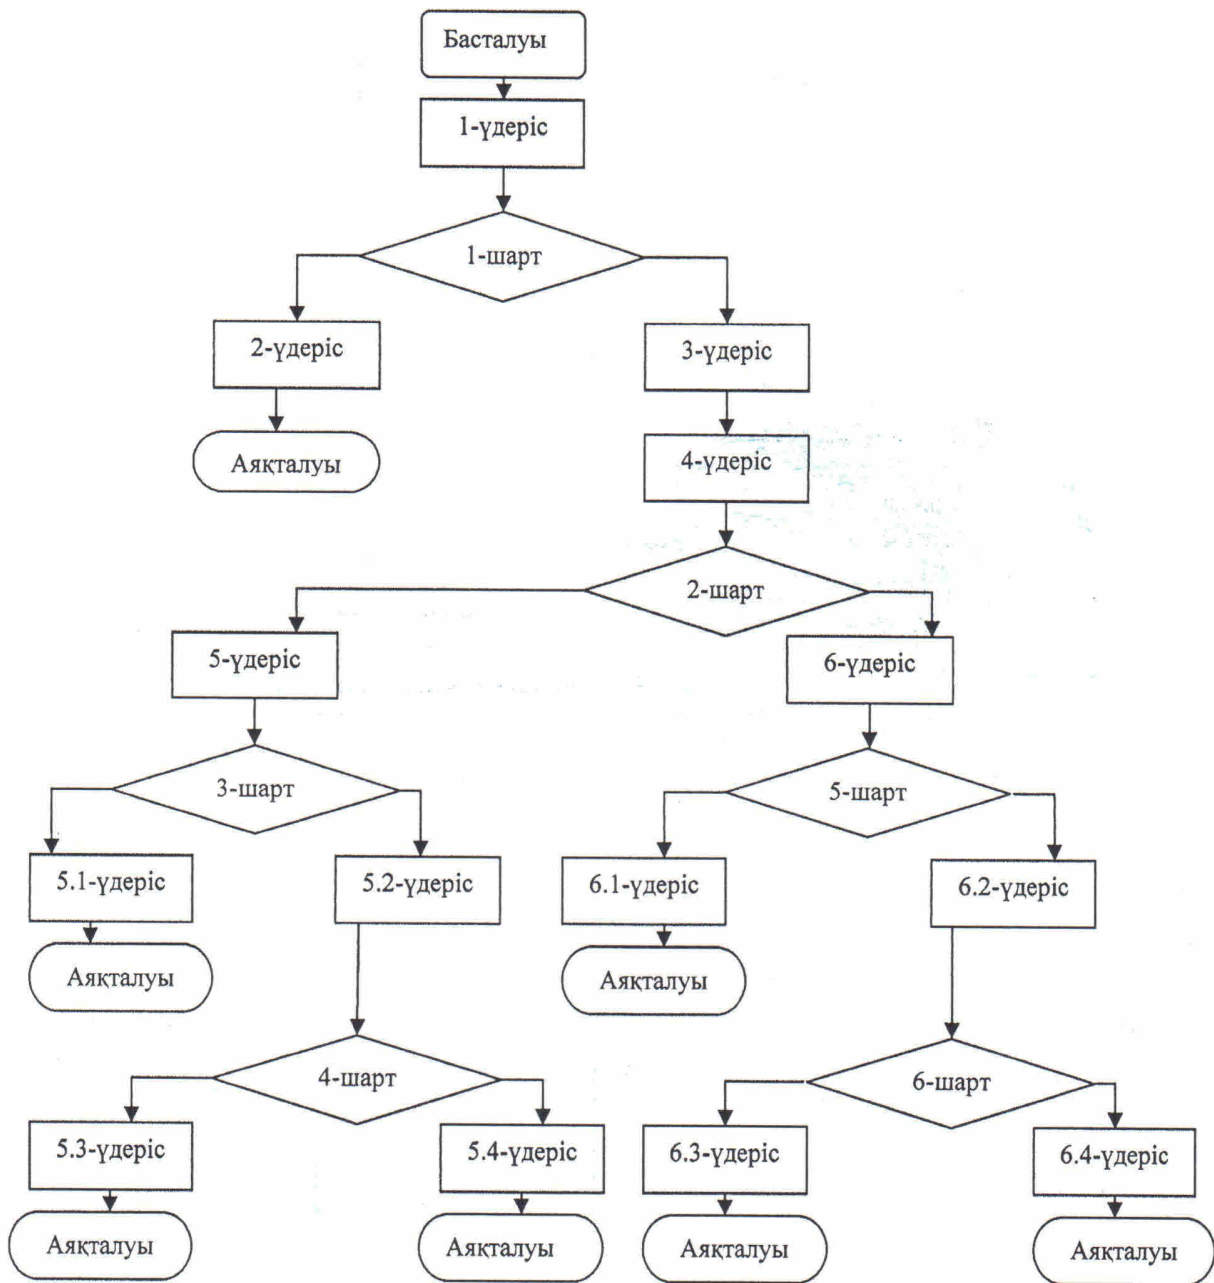 Басталуы
1-үдеріс
1-шарт
2-үдеріс
3-үдеріс
Аяқталуы
4-үдеріс
2-шарт
5-үдеріс
6-үдеріс
3-шарт
5-шарт
5.1-үдеріс
5.2-үдеріс
6.1-үдеріс
6.2-үдеріс
Аяқталуы
Аяқталуы
4-шарт
6-шарт
5.3-үдеріс
5.4-үдеріс
6.3-үдеріс
6.4-үдеріс
Аяқталуы
Аяқталуы
Аяқталуы
Аяқталуы